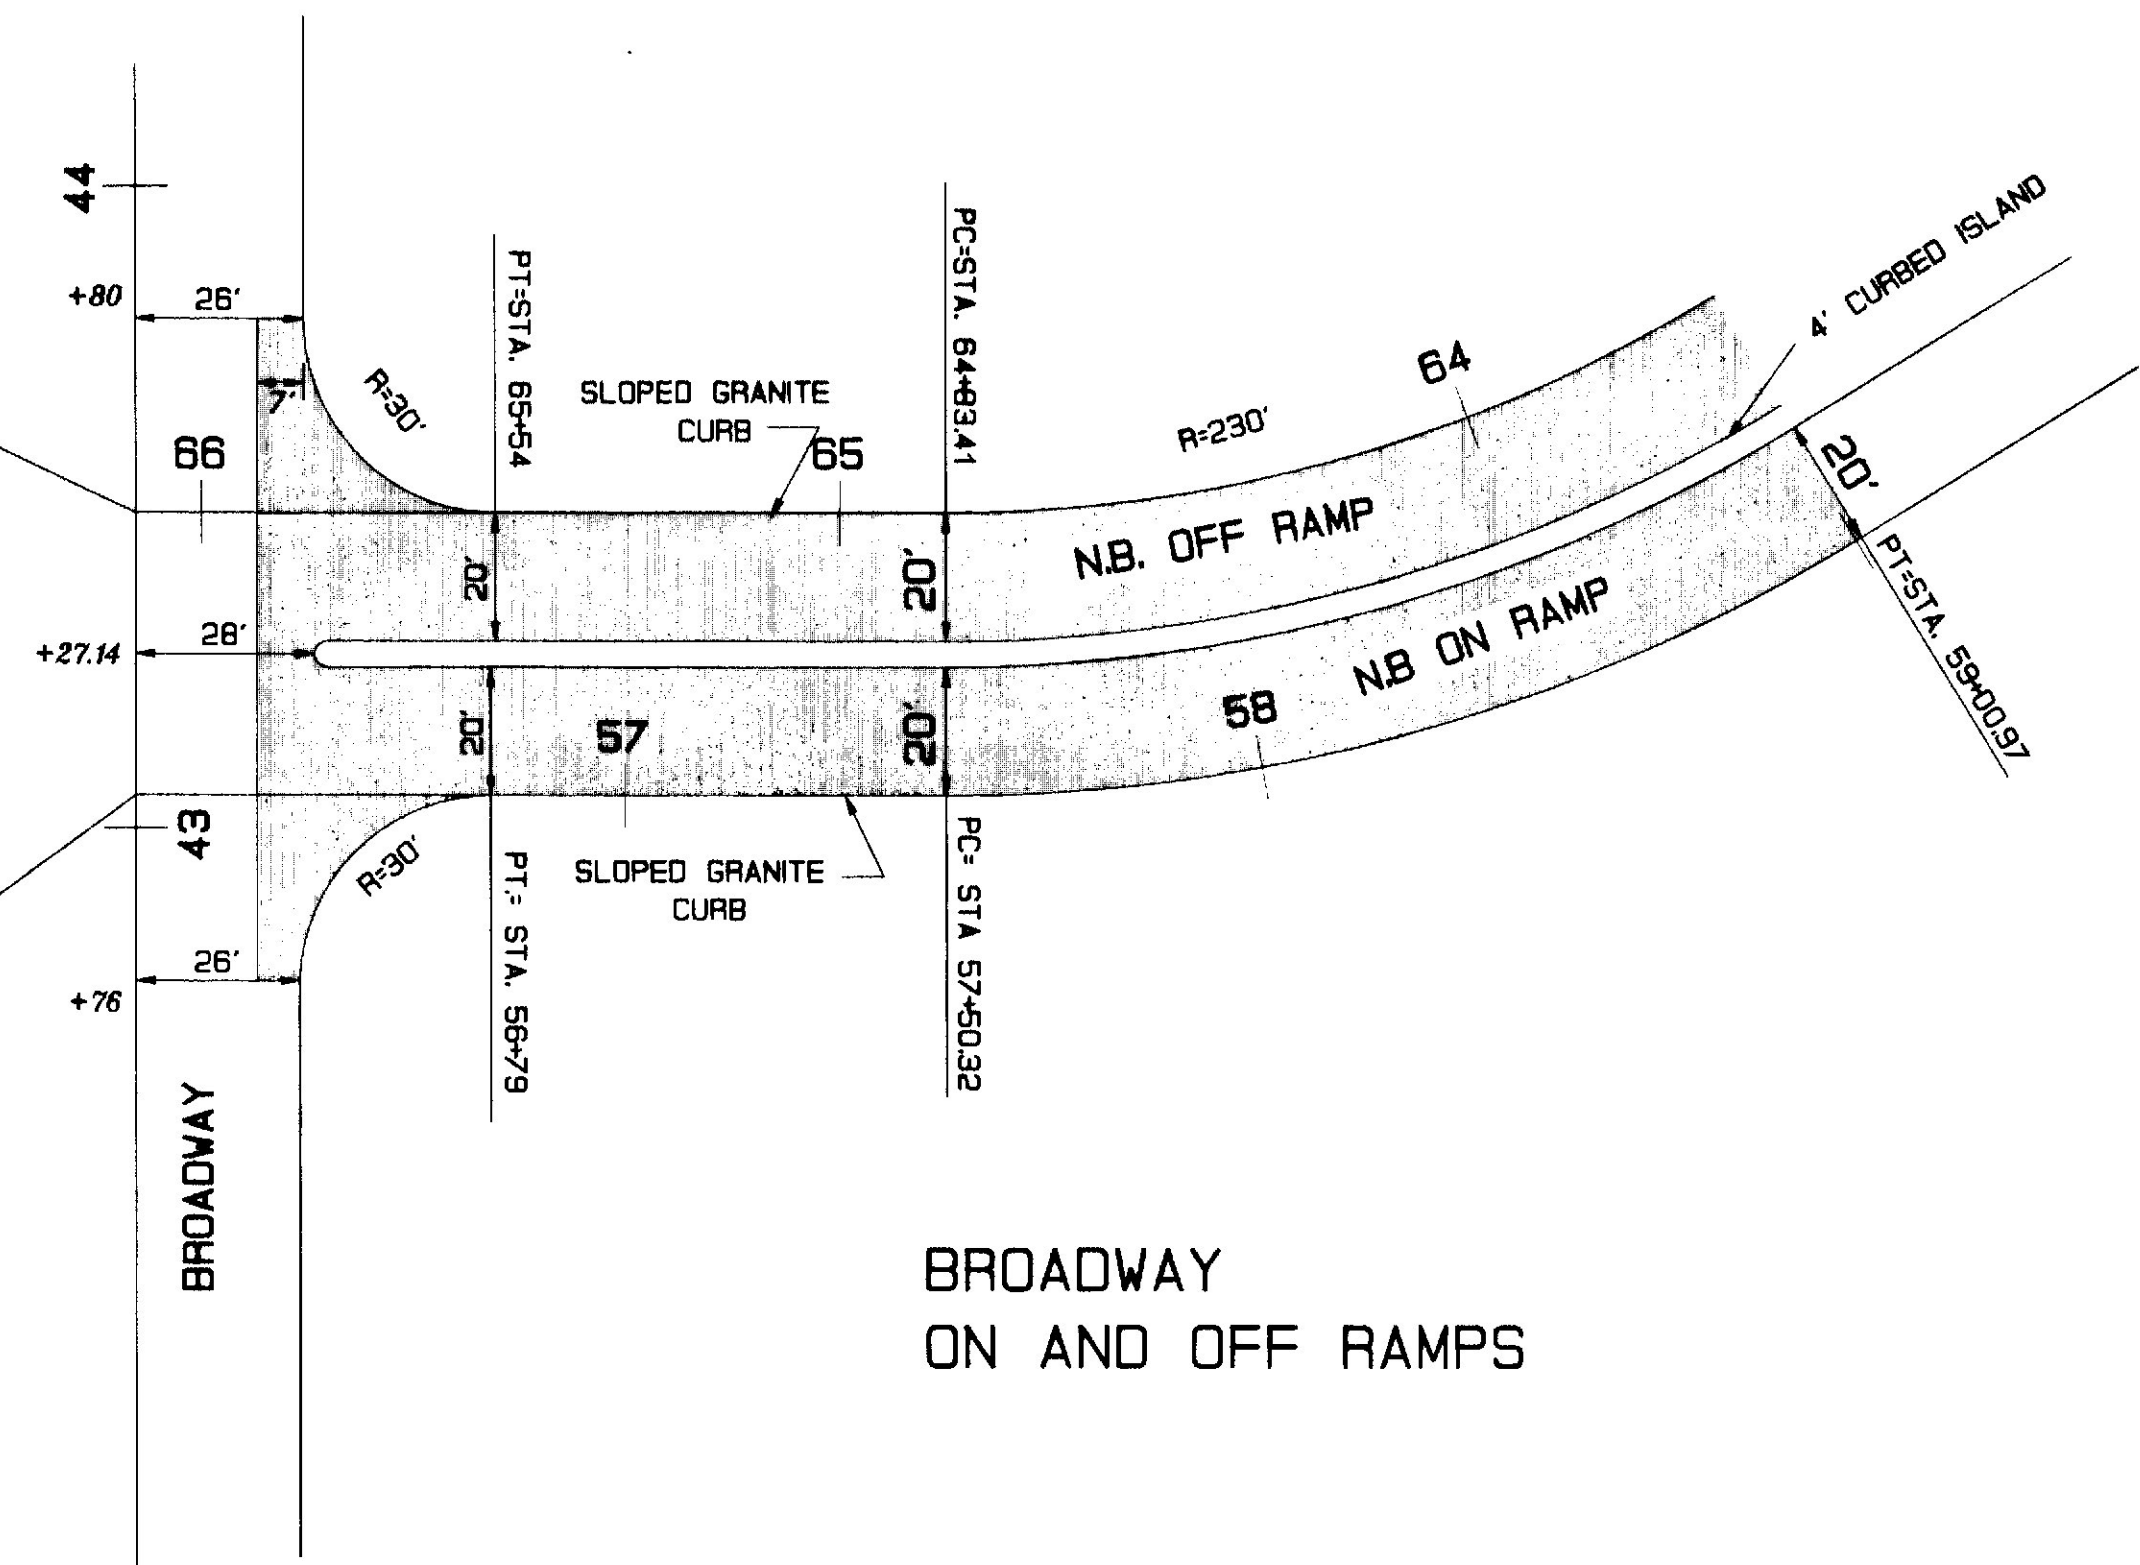 44
+80
26'
7'
R=30'
66
PT=STA. 65+54
SLOPED GRANITE
CURB
65
PC=STA. 64+83.41
R=230'
64
4' CURBED ISLAND
20'
20'
N.B. OFF RAMP
20'
+27.14
28'
20'
57
20'
58
N.B ON RAMP
PT=STA. 59+00.97
43
R=30'
SLOPED GRANITE
CURB
26'
+76
PT.= STA. 56+79
PC= STA 57+50.32
BROADWAY
BROADWAY
ON AND OFF RAMPS